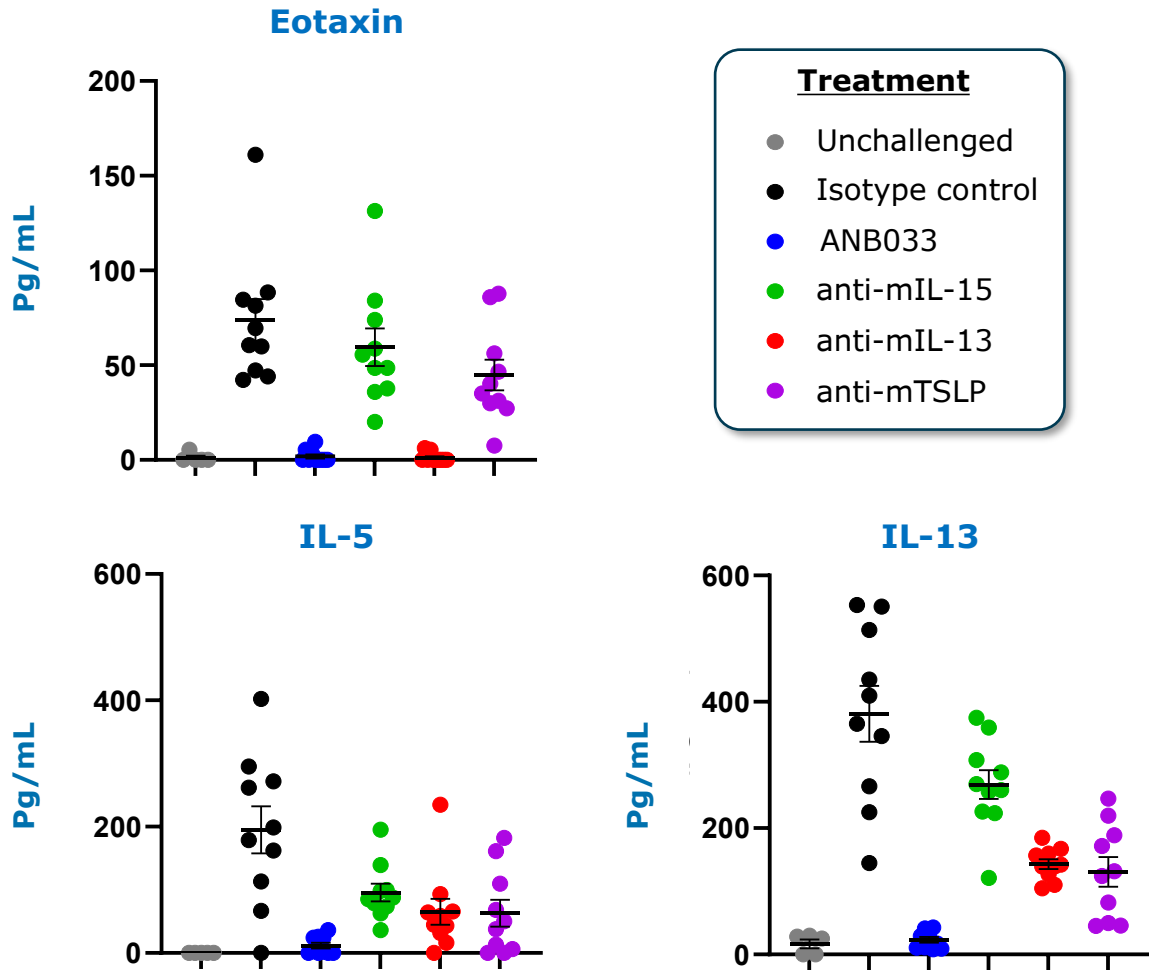 Eotaxin
Pg/mL
200
150
100
50
0
Treatment
Unchallenged
Isotype control
ANB033
anti-mIL-15
anti-mIL-13
anti-mTSLP
IL-5
Pg/mL
600
400
200
0
IL-13
Pg/mL
600
400
200
0